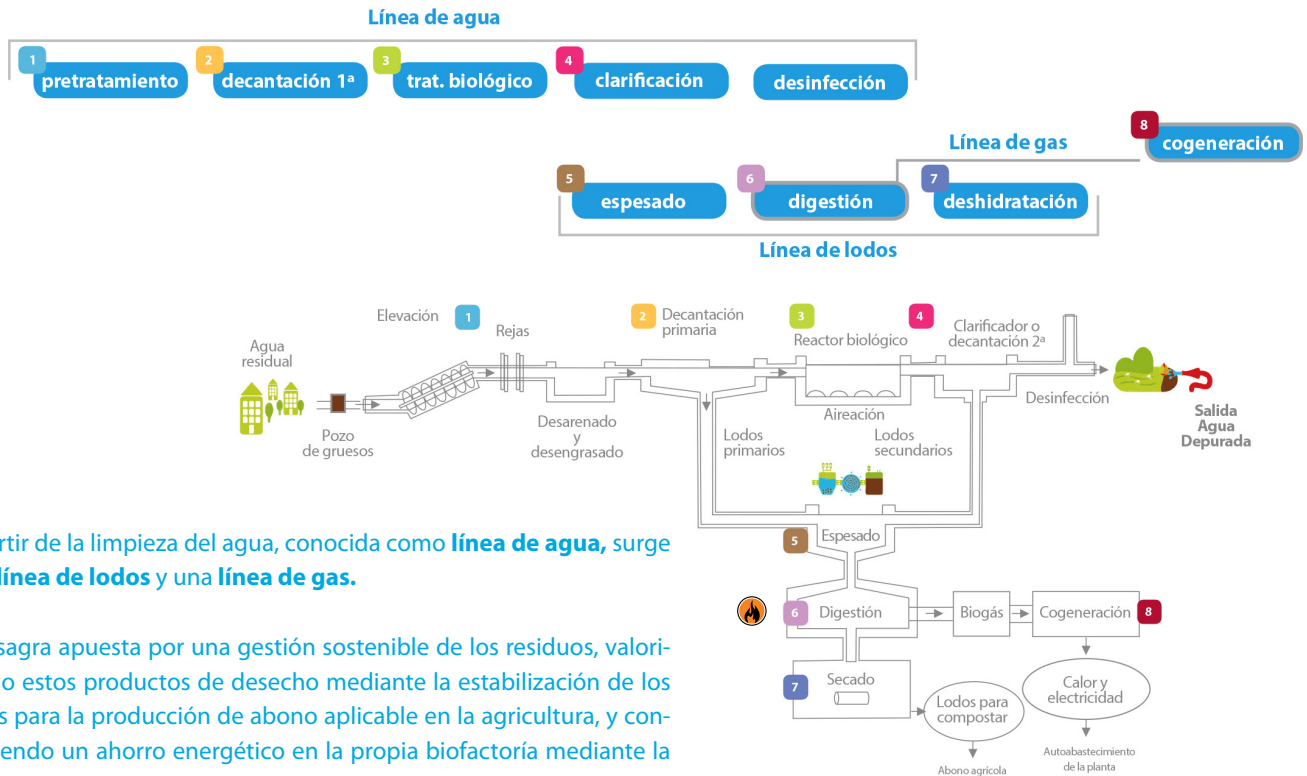 Línea de agua
1 pretratamiento
2 decantación 1ª
3 trat. biológico
4 clarificación
desinfección
Línea de gas
8 cogeneración
5 espesado
6 digestión
7 deshidratación
Línea de lodos
Elevación
1
Rejas
2 Decantación
primaria
3
Reactor biológico
4
Clarificador o
decantación 2ª
Agua
residual
Pozo
de gruesos
Desarenado
y
desengrasado
Lodos
primarios
Aireación
Lodos
secundarios
Desinfección
Salida
Agua
Depurada
5
Espesado
6
Digestión
Biogás
Cogeneración
8
7
Secado
Lodos para
compostar
Calor y
electricidad
Abono agrícola
Autoabastecimiento
de la planta
rtir de la limpieza del agua, conocida como línea de agua, surge
línea de lodos y una línea de gas.
sagra apuesta por una gestión sostenible de los residuos, valori-
o estos productos de desecho mediante la estabilización de los
s para la producción de abono aplicable en la agricultura, y con-
endo un ahorro energético en la propia biofactoría mediante la